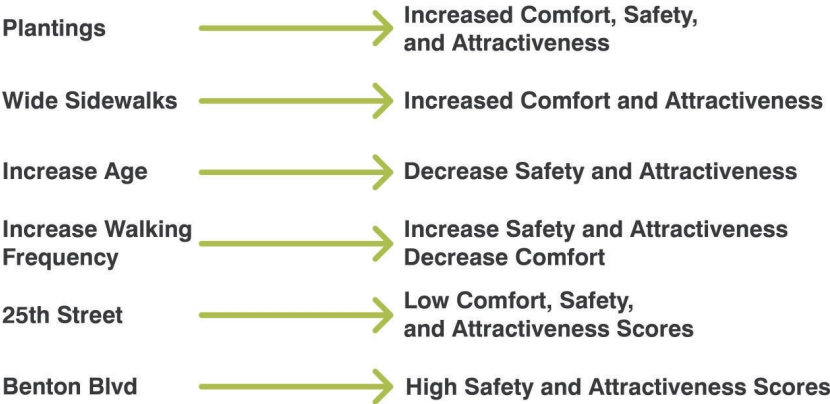 Plantings
Increased Comfort, Safety,
and Attractiveness
Wide Sidewalks
Increased Comfort and Attractiveness
Increase Age
Decrease Safety and Attractiveness
Increase Walking
Frequency
Increase Safety and Attractiveness
Decrease Comfort
25th Street
Low Comfort, Safety,
and Attractiveness Scores
Benton Blvd
High Safety and Attractiveness Scores